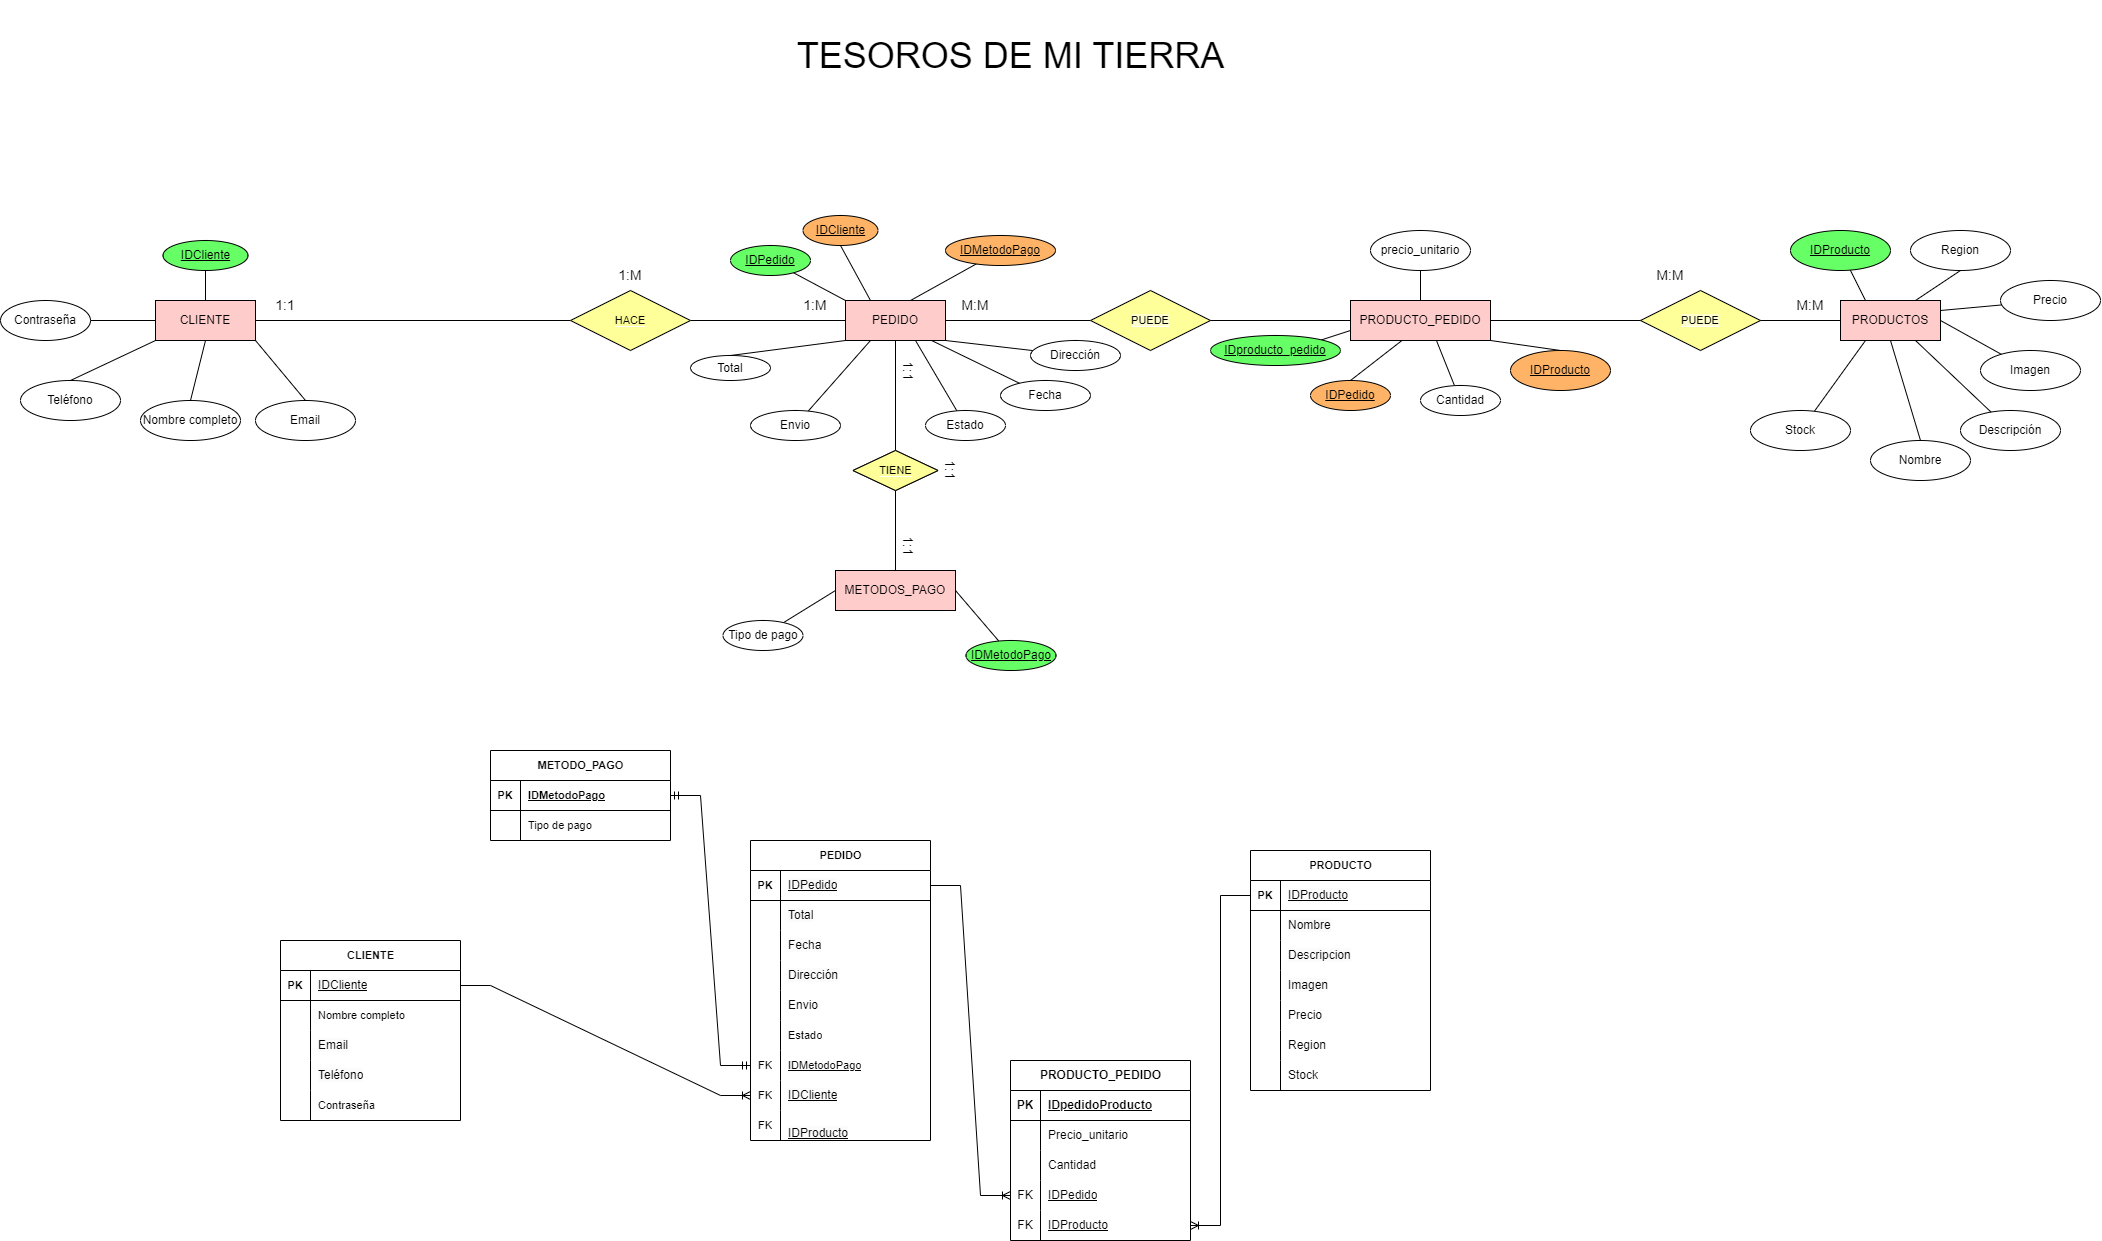 TESOROS DE MI TIERRA
IDCliente
IDCliente
IDPedido
IDMetodoPago
precio_unitario
IDProducto
Region
Precio
1:M
M:M
Contraseña
CLIENTE
1:1
HACE
1:M
PEDIDO
M:M
PUEDE
PRODUCTO_PEDIDO
PUEDE
M:M
PRODUCTOS
Total
1:1
Dirección
IDproducto_pedido
IDProducto
Imagen
Teléfono
Nombre completo
Email
Envio
Estado
Fecha
IDPedido
Cantidad
Stock
Nombre
Descripción
TIENE
1:1
1:1
METODOS_PAGO
Tipo de pago
IDMetodoPago
METODO_PAGO
PK IDMetodoPago
Tipo de pago
PEDIDO
PK IDPedido
Total
Fecha
Dirección
Envio
Estado
FK IDMetodoPago
FK IDCliente
FK IDProducto
PRODUCTO
PK IDProducto
Nombre
Descripcion
Imagen
Precio
Region
Stock
CLIENTE
PK IDCliente
Nombre completo
Email
Teléfono
Contraseña
PRODUCTO_PEDIDO
PK IDpedidoProducto
Precio_unitario
Cantidad
FK IDPedido
FK IDProducto